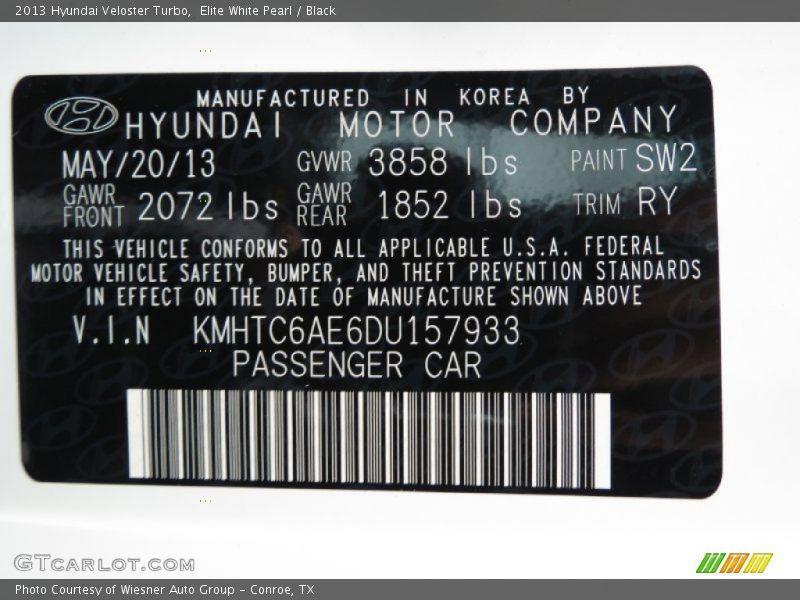 2013 Hyundai Veloster Turbo,  Elite White Pearl / Black
MANUFACTURED IN KOREA BY
HYUNDAI MOTOR COMPANY
MAY/20/13 GVWR 3858 lbs PAINT SW2
GAWR FRONT 2072 lbs GAWR REAR 1852 lbs TRIM RY
THIS VEHICLE CONFORMS TO ALL APPLICABLE U.S.A. FEDERAL
MOTOR VEHICLE SAFETY, BUMPER, AND THEFT PREVENTION STANDARDS
IN EFFECT ON THE DATE OF MANUFACTURE SHOWN ABOVE
V.I.N KMHTC6AE6DU157933
PASSENGER CAR
GTCARLOT.COM
Photo Courtesy of Wiesner Auto Group - Conroe, TX